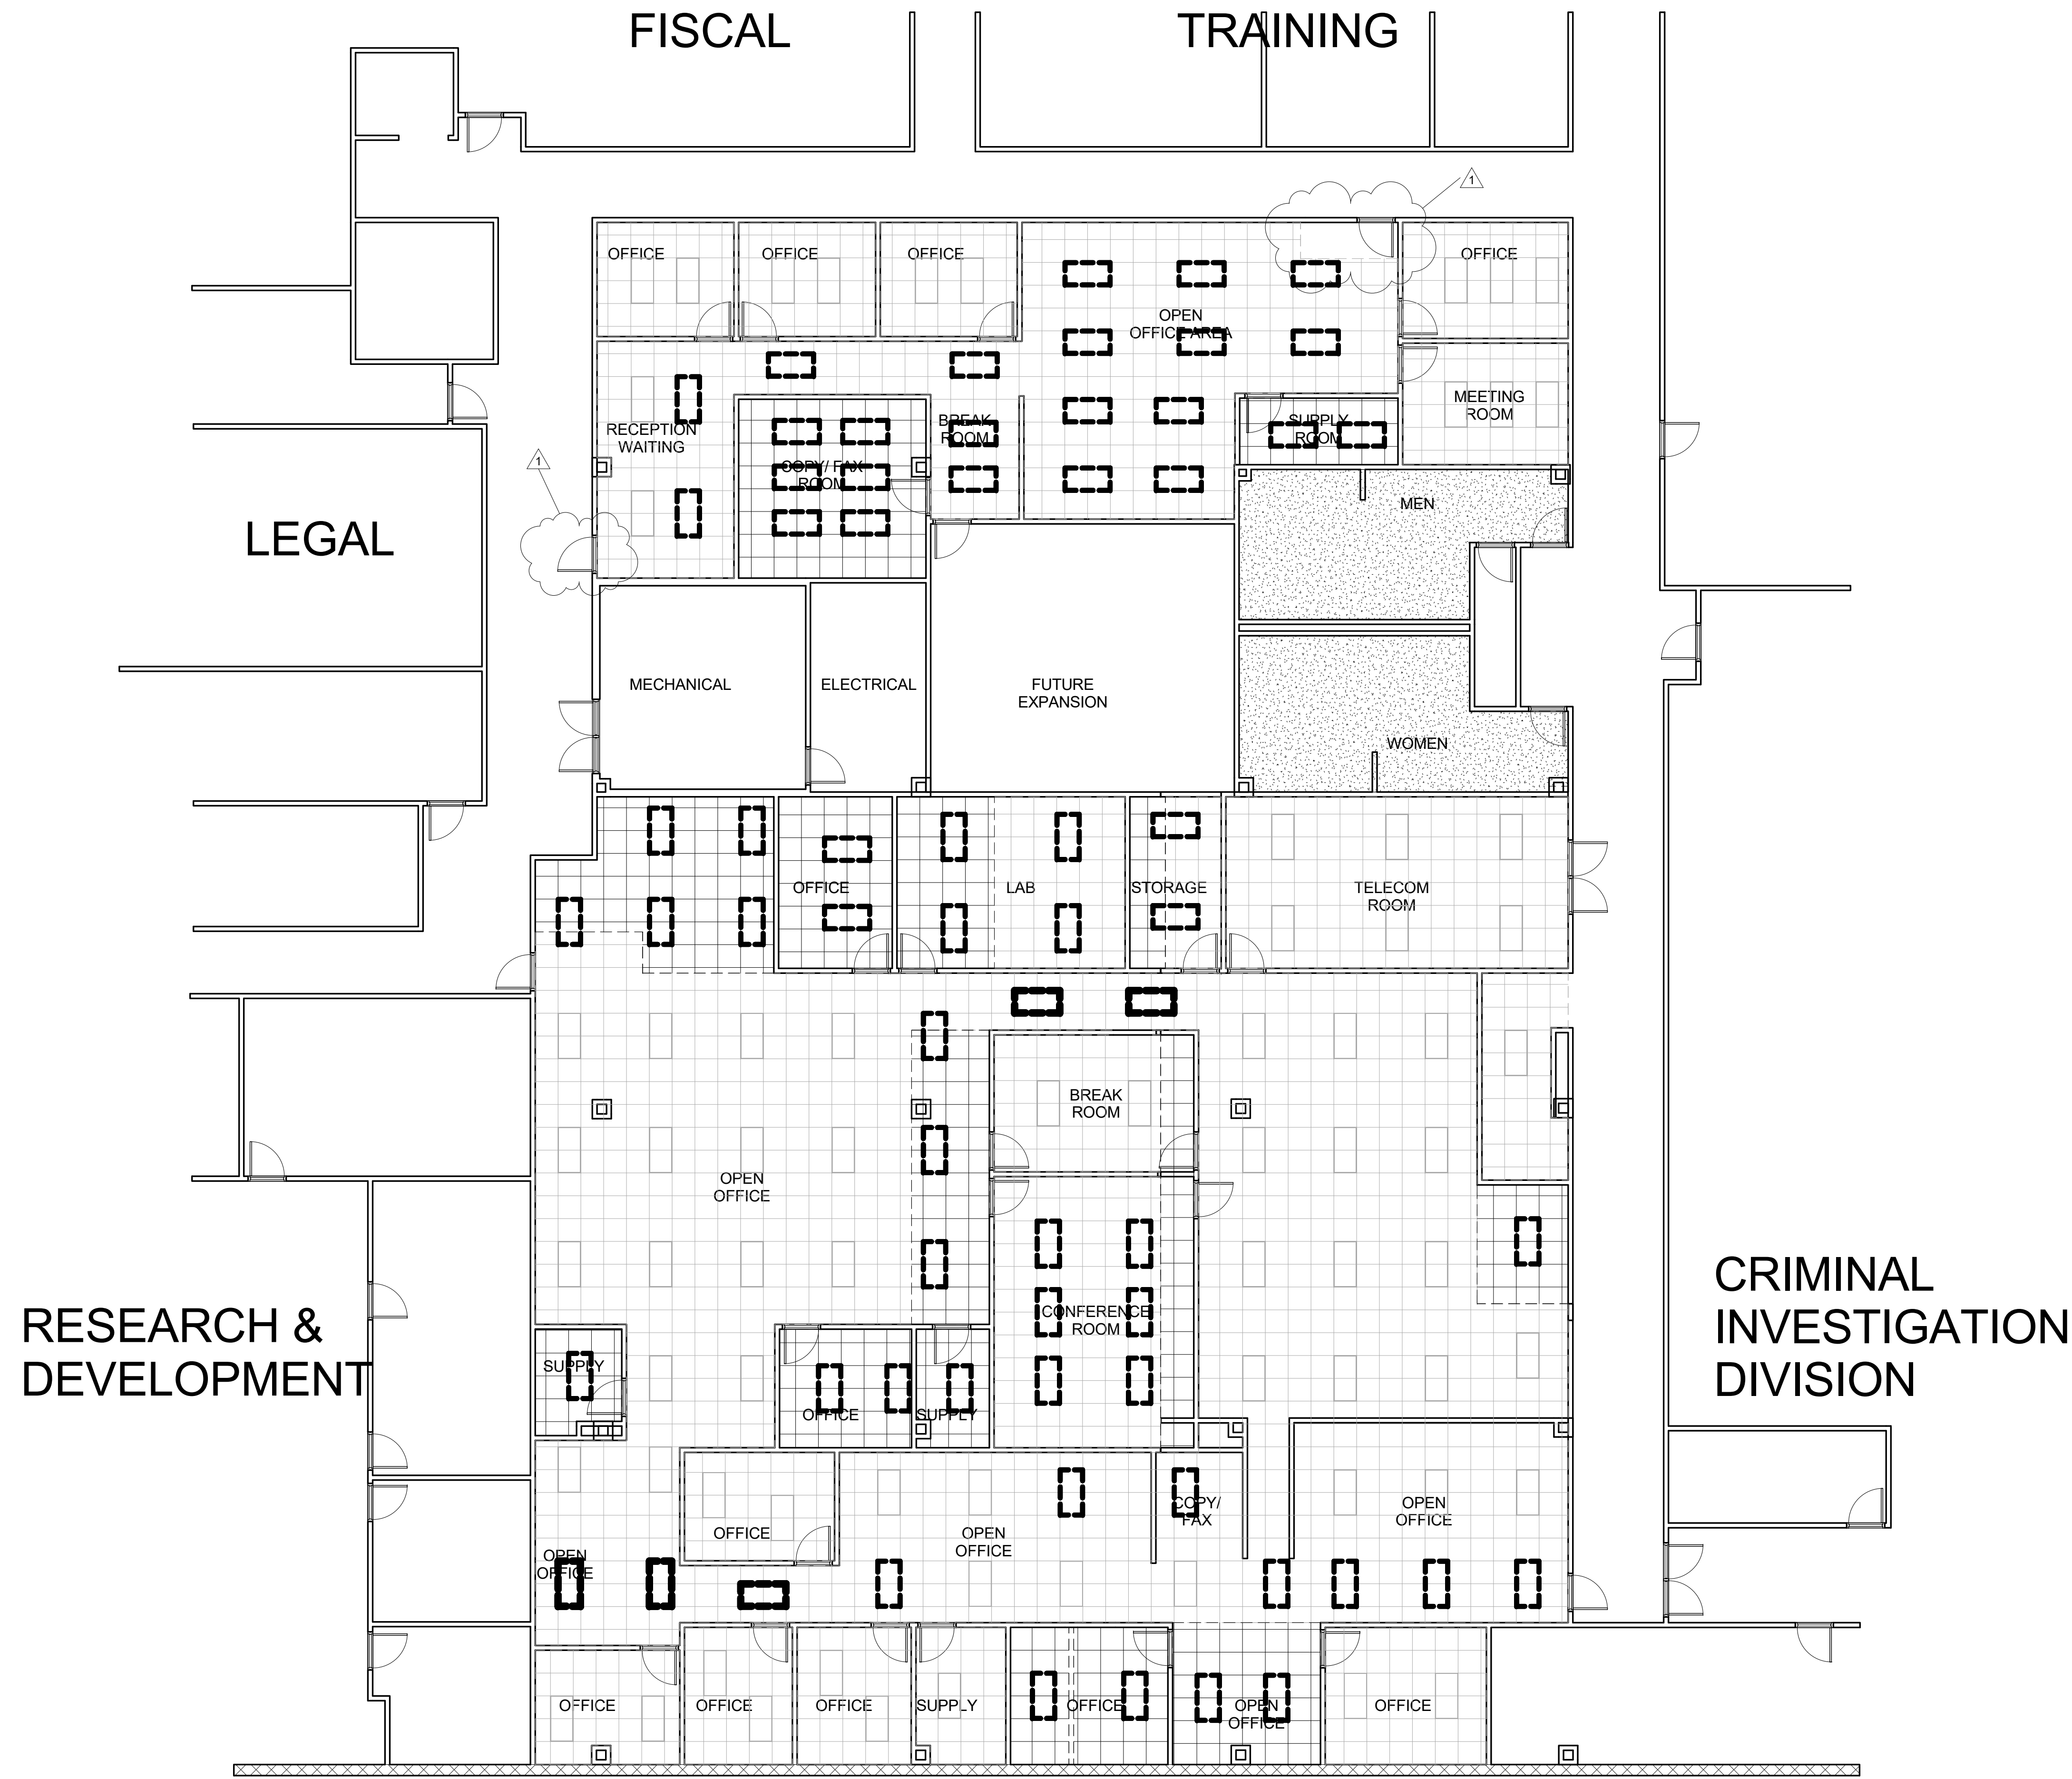 FISCAL
TRAINING
1
OFFICE
OFFICE
OFFICE
OFFICE
OPEN
OFFICE AREA
MEETING
ROOM
RECEPTION
WAITING
BREAK
ROOM
SUPPLY
ROOM
COPY/ FAX
ROOM
1
MEN
LEGAL
MECHANICAL
ELECTRICAL
FUTURE
EXPANSION
WOMEN
OFFICE
LAB
STORAGE
TELECOM
ROOM
BREAK
ROOM
OPEN
OFFICE
CONFERENCE
ROOM
RESEARCH &
DEVELOPMENT
CRIMINAL
INVESTIGATION
DIVISION
SUPPLY
OFFICE
SUPPLY
OFFICE
OPEN
OFFICE
COPY/
FAX
OPEN
OFFICE
OPEN
OFFICE
OFFICE
OFFICE
OFFICE
SUPPLY
OFFICE
OPEN
OFFICE
OFFICE